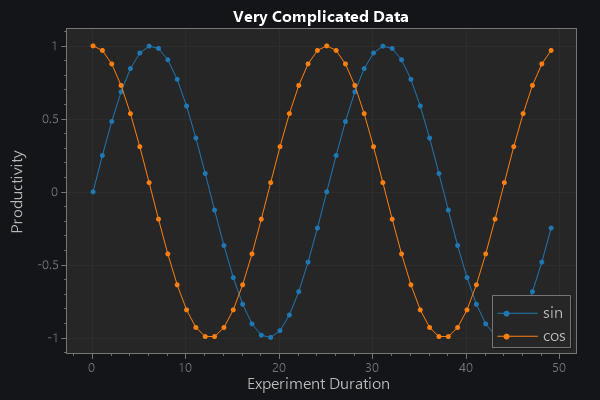 Very Complicated Data
Productivity
1
0.5
0
-0.5
-1
sin
cos
0 10 20 30 40 50
Experiment Duration